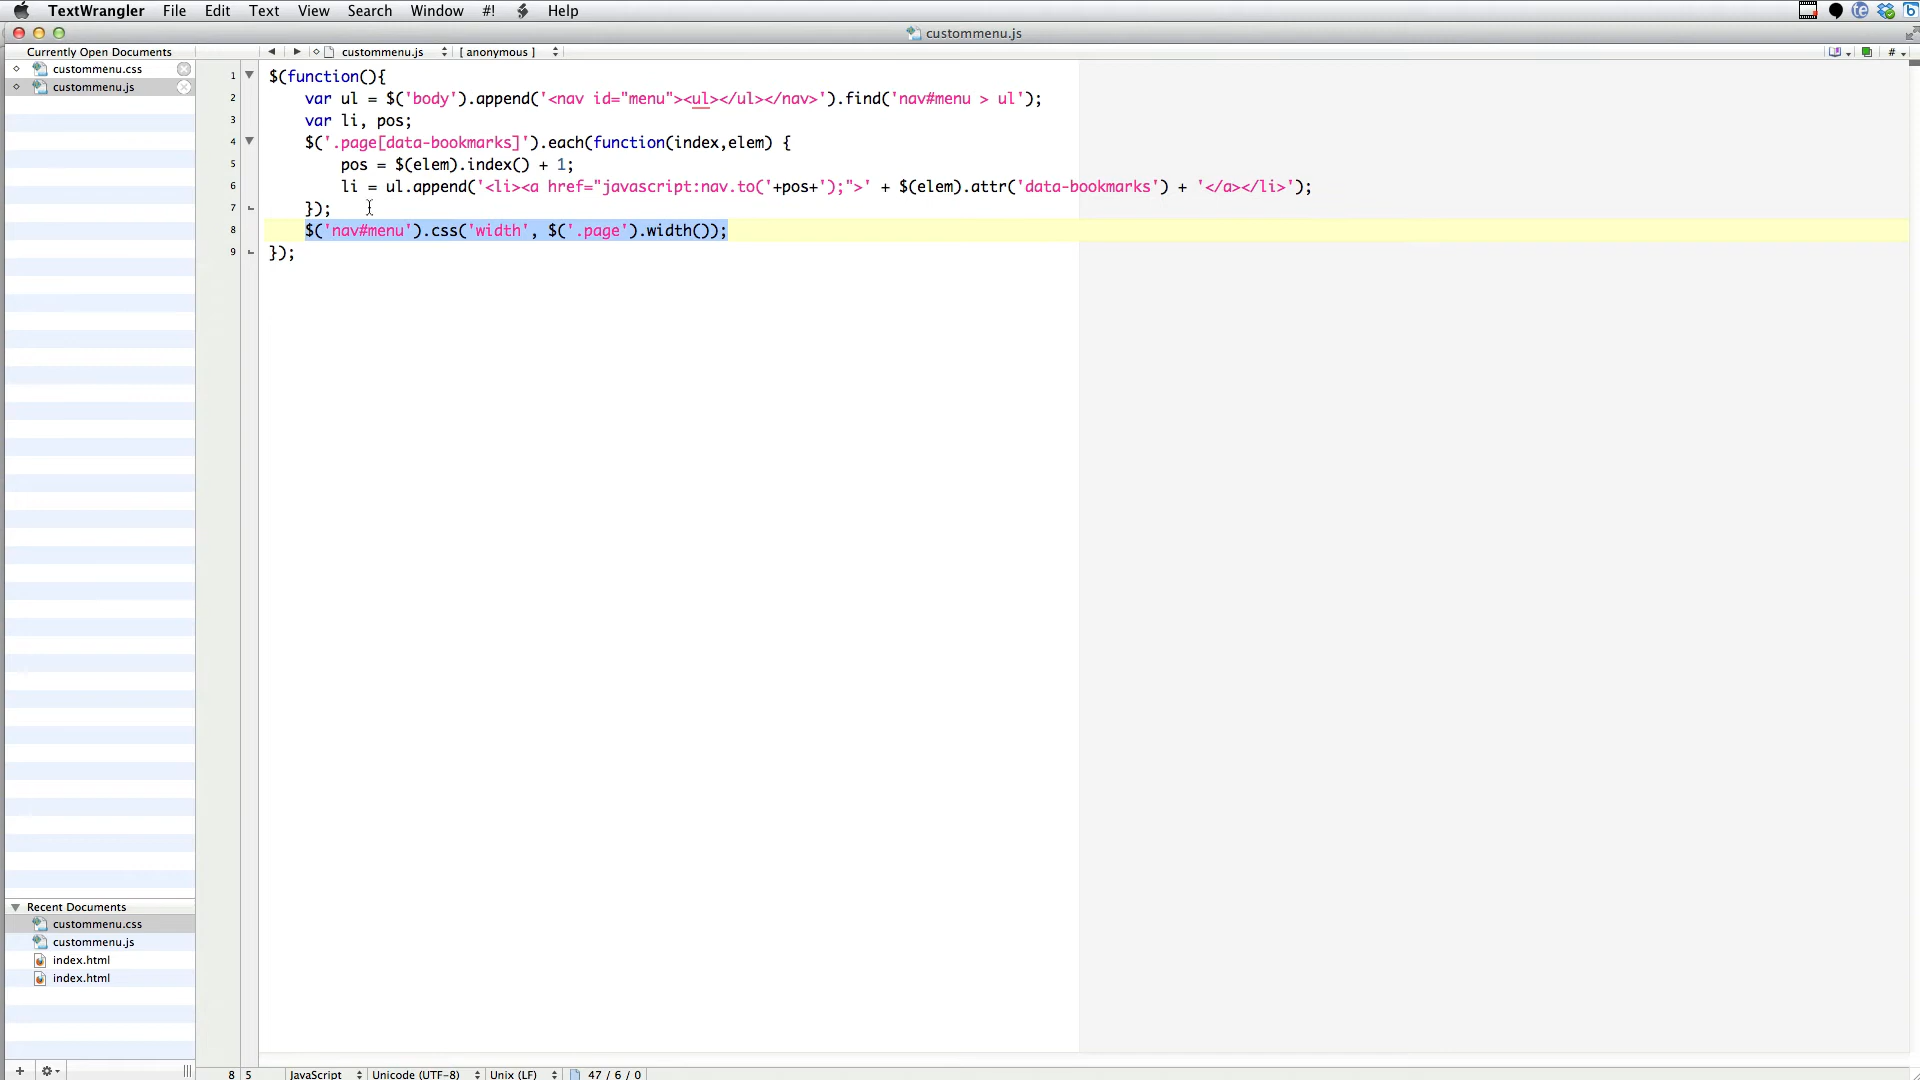 TextWrangler File Edit Text View Search Window #! Help
custommenu.js
Currently Open Documents
custommenu.js [ anonymous ]
#
custommenu.css
custommenu.js
1 $(function(){
2 var ul = $('body').append('<nav id="menu"><ul></ul></nav>').find('nav#menu > ul');
3 var li, pos;
4 $('.page[data-bookmarks]').each(function(index,elem) {
5 pos = $(elem).index() + 1;
6 li = ul.append('<li><a href="javascript:nav.to('+pos+');">' + $(elem).attr('data-bookmarks') + '</a></li>');
7 });
8 $('nav#menu').css('width', $('.page').width());
9 });
Recent Documents
custommenu.css
custommenu.js
index.html
index.html
8 5 JavaScript Unicode (UTF-8) Unix (LF) 47 / 6 / 0